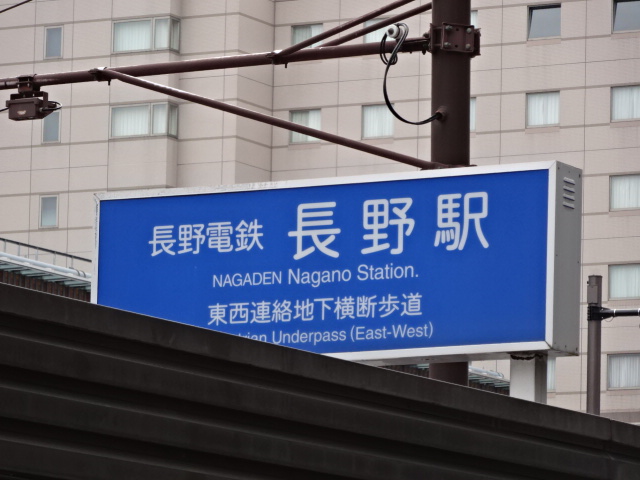 長野電鉄 長野駅
NAGADEN Nagano Station.
東西連絡地下横断歩道
Underpass (East-West)